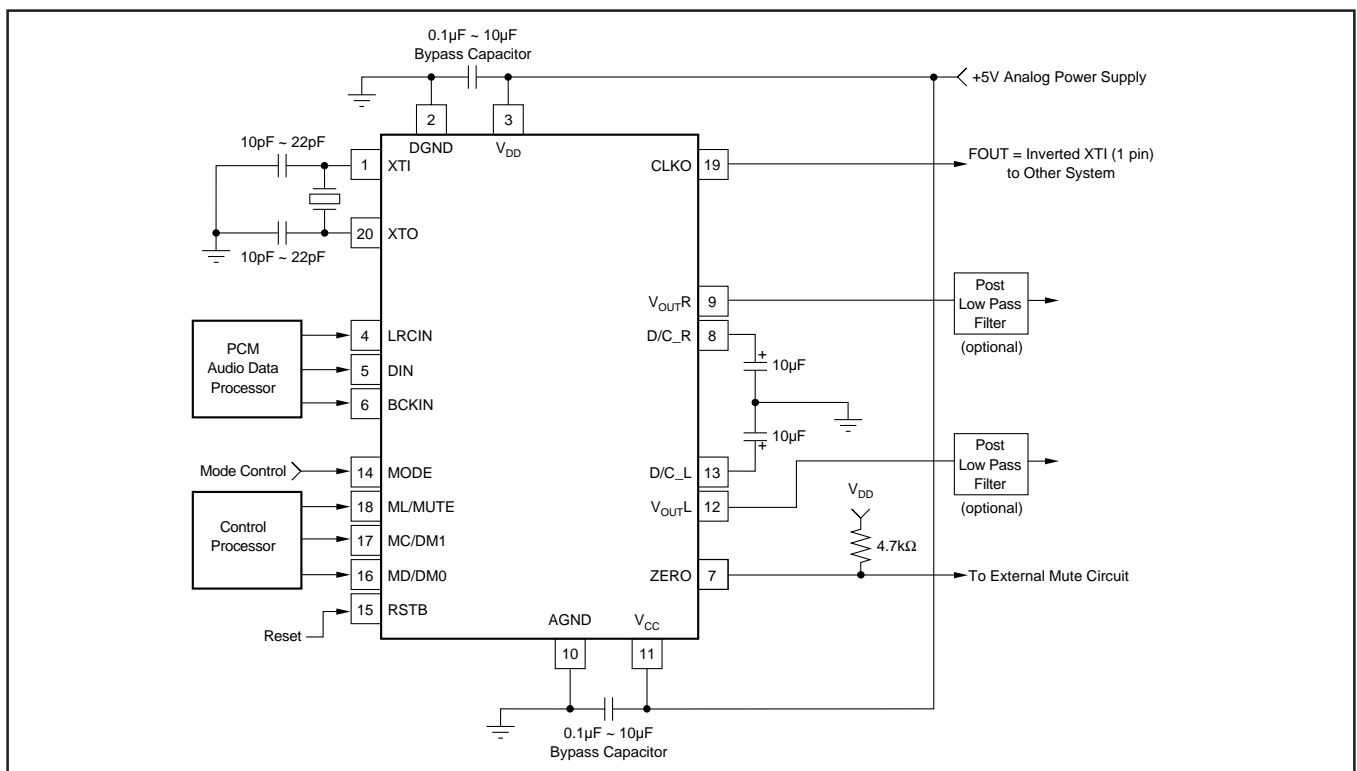 0.1µF ~ 10µF
Bypass Capacitor
+5V Analog Power Supply
2
3
DGND
VDD
10pF ~ 22pF
1
XTI
CLKO
19
FOUT = Inverted XTI (1 pin)
to Other System
20
XTO
10pF ~ 22pF
VOUTR
9
Post
Low Pass
Filter
(optional)
D/C_R
8
+
10µF
PCM
Audio Data
Processor
4
LRCIN
5
DIN
6
BCKIN
10µF
+
Mode Control
14
MODE
D/C_L
13
Post
Low Pass
Filter
(optional)
VOUTL
12
Control
Processor
18
ML/MUTE
17
MC/DM1
16
MD/DM0
VDD
4.7kΩ
ZERO
7
To External Mute Circuit
15
RSTB
Reset
AGND
VCC
10
11
0.1µF ~ 10µF
Bypass Capacitor